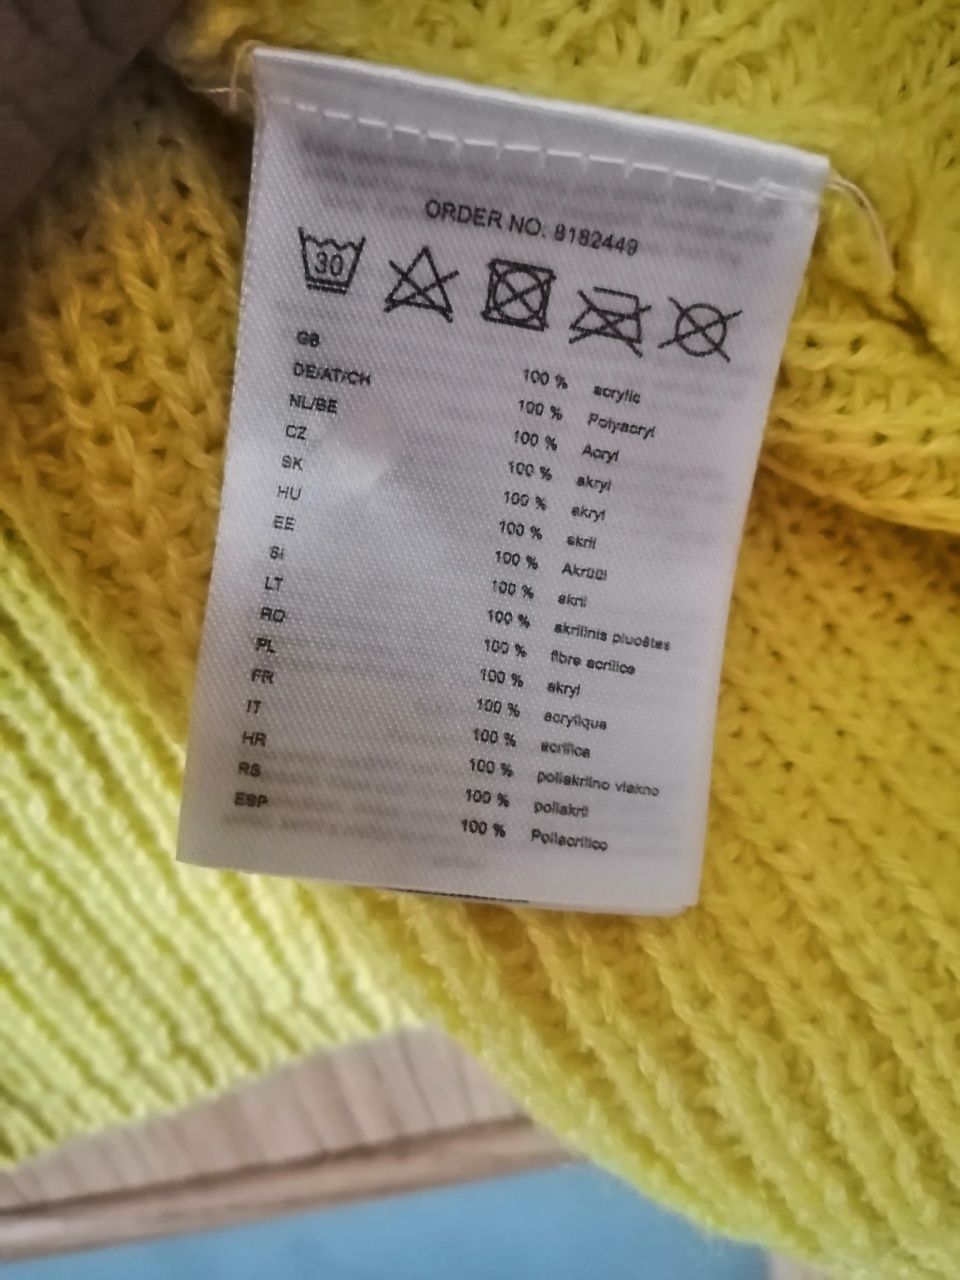 ORDER NO: 8182449
30
GB 100 % acrylic
DE/AT/CH 100 % Polyacryl
NL/BE 100 % Acryl
CZ 100 % akryl
SK 100 % akryl
HU 100 % akril
EE 100 % Akrüül
SI 100 % akril
LT 100 % akrilinis pluoštas
RO 100 % fibre acrilice
PL 100 % akryl
FR 100 % acrylique
IT 100 % acrilica
HR 100 % poliakrilno vlakno
RS 100 % poliakril
ESP 100 % Poliacrílico